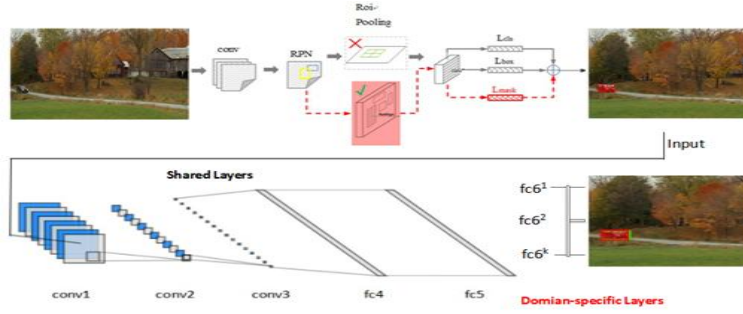 Roi
Pooling
conv
RPN
Lcls
Lbox
Lmask
Input
Shared Layers
fc6¹
fc6²
fc6ᵏ
conv1
conv2
conv3
fc4
fc5
Domian-specific Layers